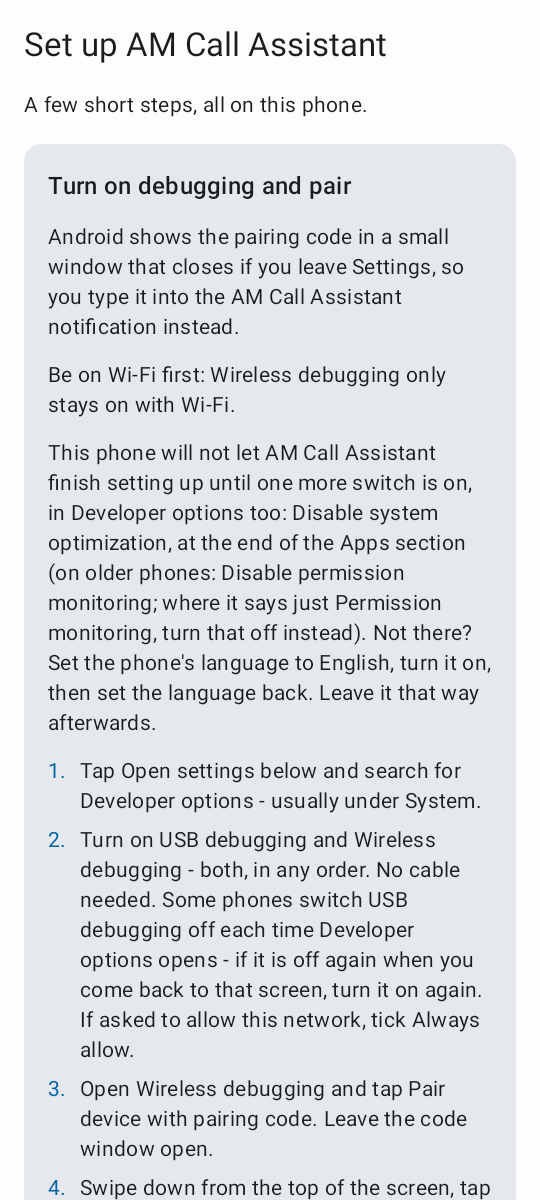 Set up AM Call Assistant
A few short steps, all on this phone.
Turn on debugging and pair
Android shows the pairing code in a small
window that closes if you leave Settings, so
you type it into the AM Call Assistant
notification instead.
Be on Wi-Fi first: Wireless debugging only
stays on with Wi-Fi.
This phone will not let AM Call Assistant
finish setting up until one more switch is on,
in Developer options too: Disable system
optimization, at the end of the Apps section
(on older phones: Disable permission
monitoring; where it says just Permission
monitoring, turn that off instead). Not there?
Set the phone's language to English, turn it on,
then set the language back. Leave it that way
afterwards.
1. Tap Open settings below and search for
Developer options - usually under System.
2. Turn on USB debugging and Wireless
debugging - both, in any order. No cable
needed. Some phones switch USB
debugging off each time Developer
options opens - if it is off again when you
come back to that screen, turn it on again.
If asked to allow this network, tick Always
allow.
3. Open Wireless debugging and tap Pair
device with pairing code. Leave the code
window open.
4. Swipe down from the top of the screen, tap